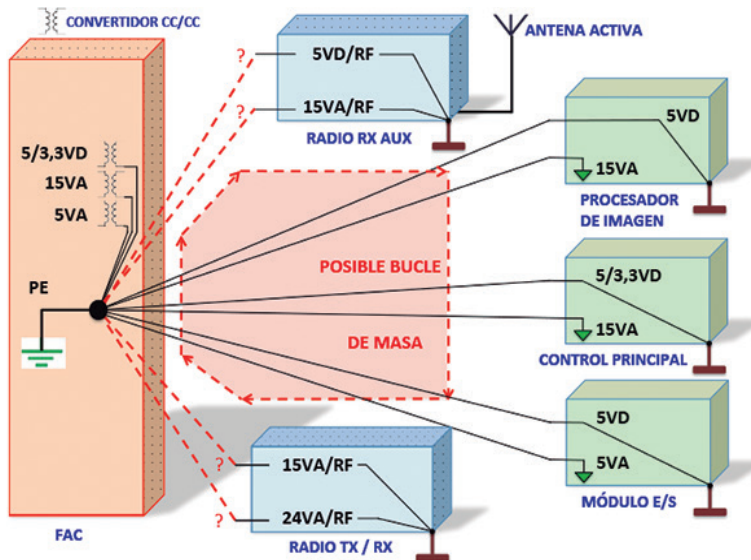 CONVERTIDOR CC/CC
5/3,3VD
15VA
5VA
PE
FAC
?
?
5VD/RF
15VA/RF
RADIO RX AUX
ANTENA ACTIVA
5VD
15VA
PROCESADOR
DE IMAGEN
POSIBLE BUCLE
DE MASA
5/3,3VD
15VA
CONTROL PRINCIPAL
5VD
5VA
MÓDULO E/S
?
?
15VA/RF
24VA/RF
RADIO TX / RX